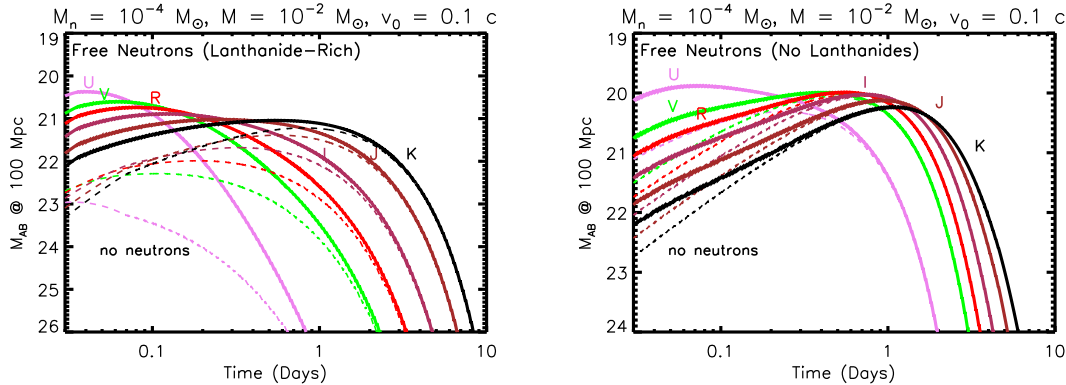 Mₙ = 10⁻⁴ M☉, M = 10⁻² M☉, v₀ = 0.1 c
19
20
21
22
23
24
25
26
M_AB @ 100 Mpc
Free Neutrons (Lanthanide-Rich)
U
V
R
I
J
K
no neutrons
0.1
1
10
Time (Days)
Mₙ = 10⁻⁴ M☉, M = 10⁻² M☉, v₀ = 0.1 c
19
20
21
22
23
24
M_AB @ 100 Mpc
Free Neutrons (No Lanthanides)
U
V
R
I
J
K
no neutrons
0.1
1
10
Time (Days)